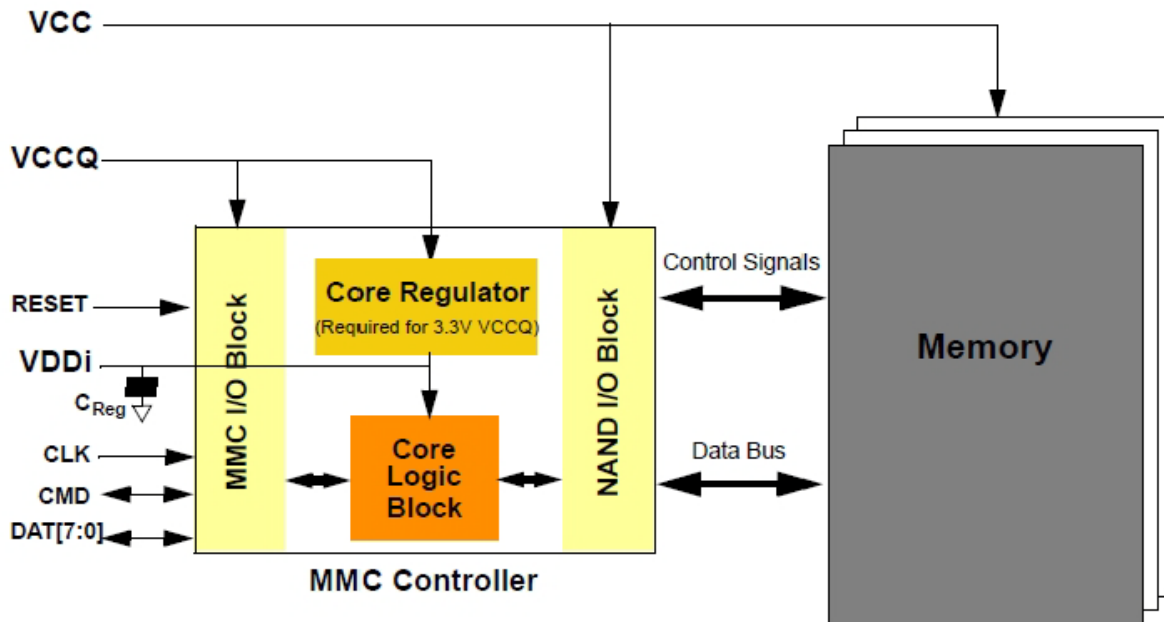 VCC
VCCQ
RESET
VDDi
C Reg
CLK
CMD
DAT[7:0]
MMC I/O Block
Core Regulator
(Required for 3.3V VCCQ)
Core
Logic
Block
NAND I/O Block
MMC Controller
Control Signals
Data Bus
Memory